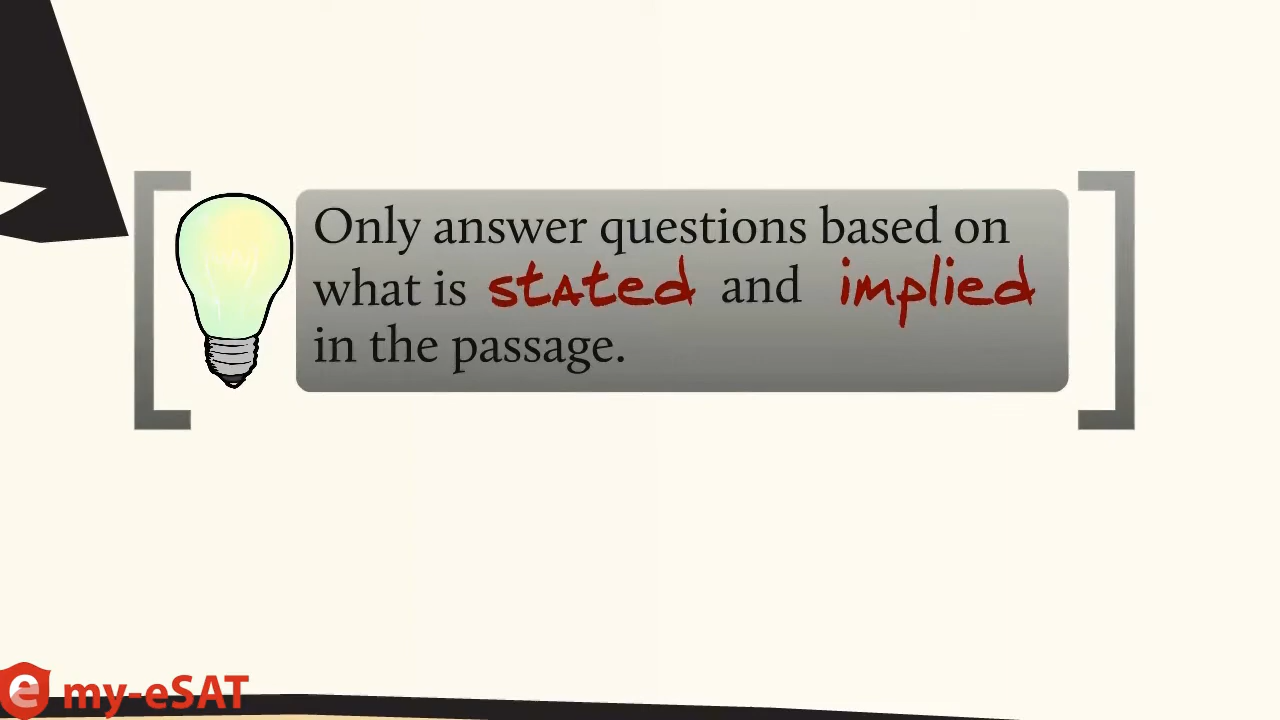 Only answer questions based on
what is stated and implied
in the passage.
e my-eSAT